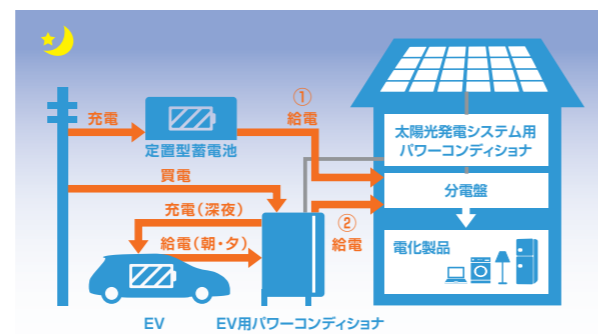 充電
定置型蓄電池
①
給電
太陽光発電システム用
パワーコンディショナ
買電
分電盤
充電(深夜)
②
給電
給電(朝・夕)
電化製品
EV
EV用パワーコンディショナ